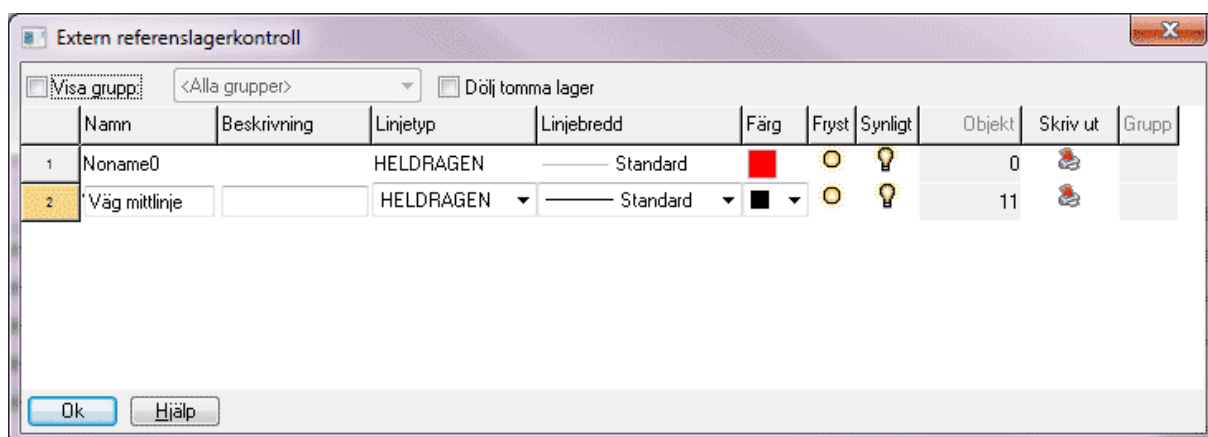 Extern referenslagerkontroll
Visa grupp: <Alla grupper> Dölj tomma lager
Namn Beskrivning Linjetyp Linjebredd Färg Fryst Synligt Objekt Skriv ut Grupp
1 Noname0 HELDRAGEN Standard 0
2 'Väg mittlinje HELDRAGEN Standard 11
Ok Hjälp